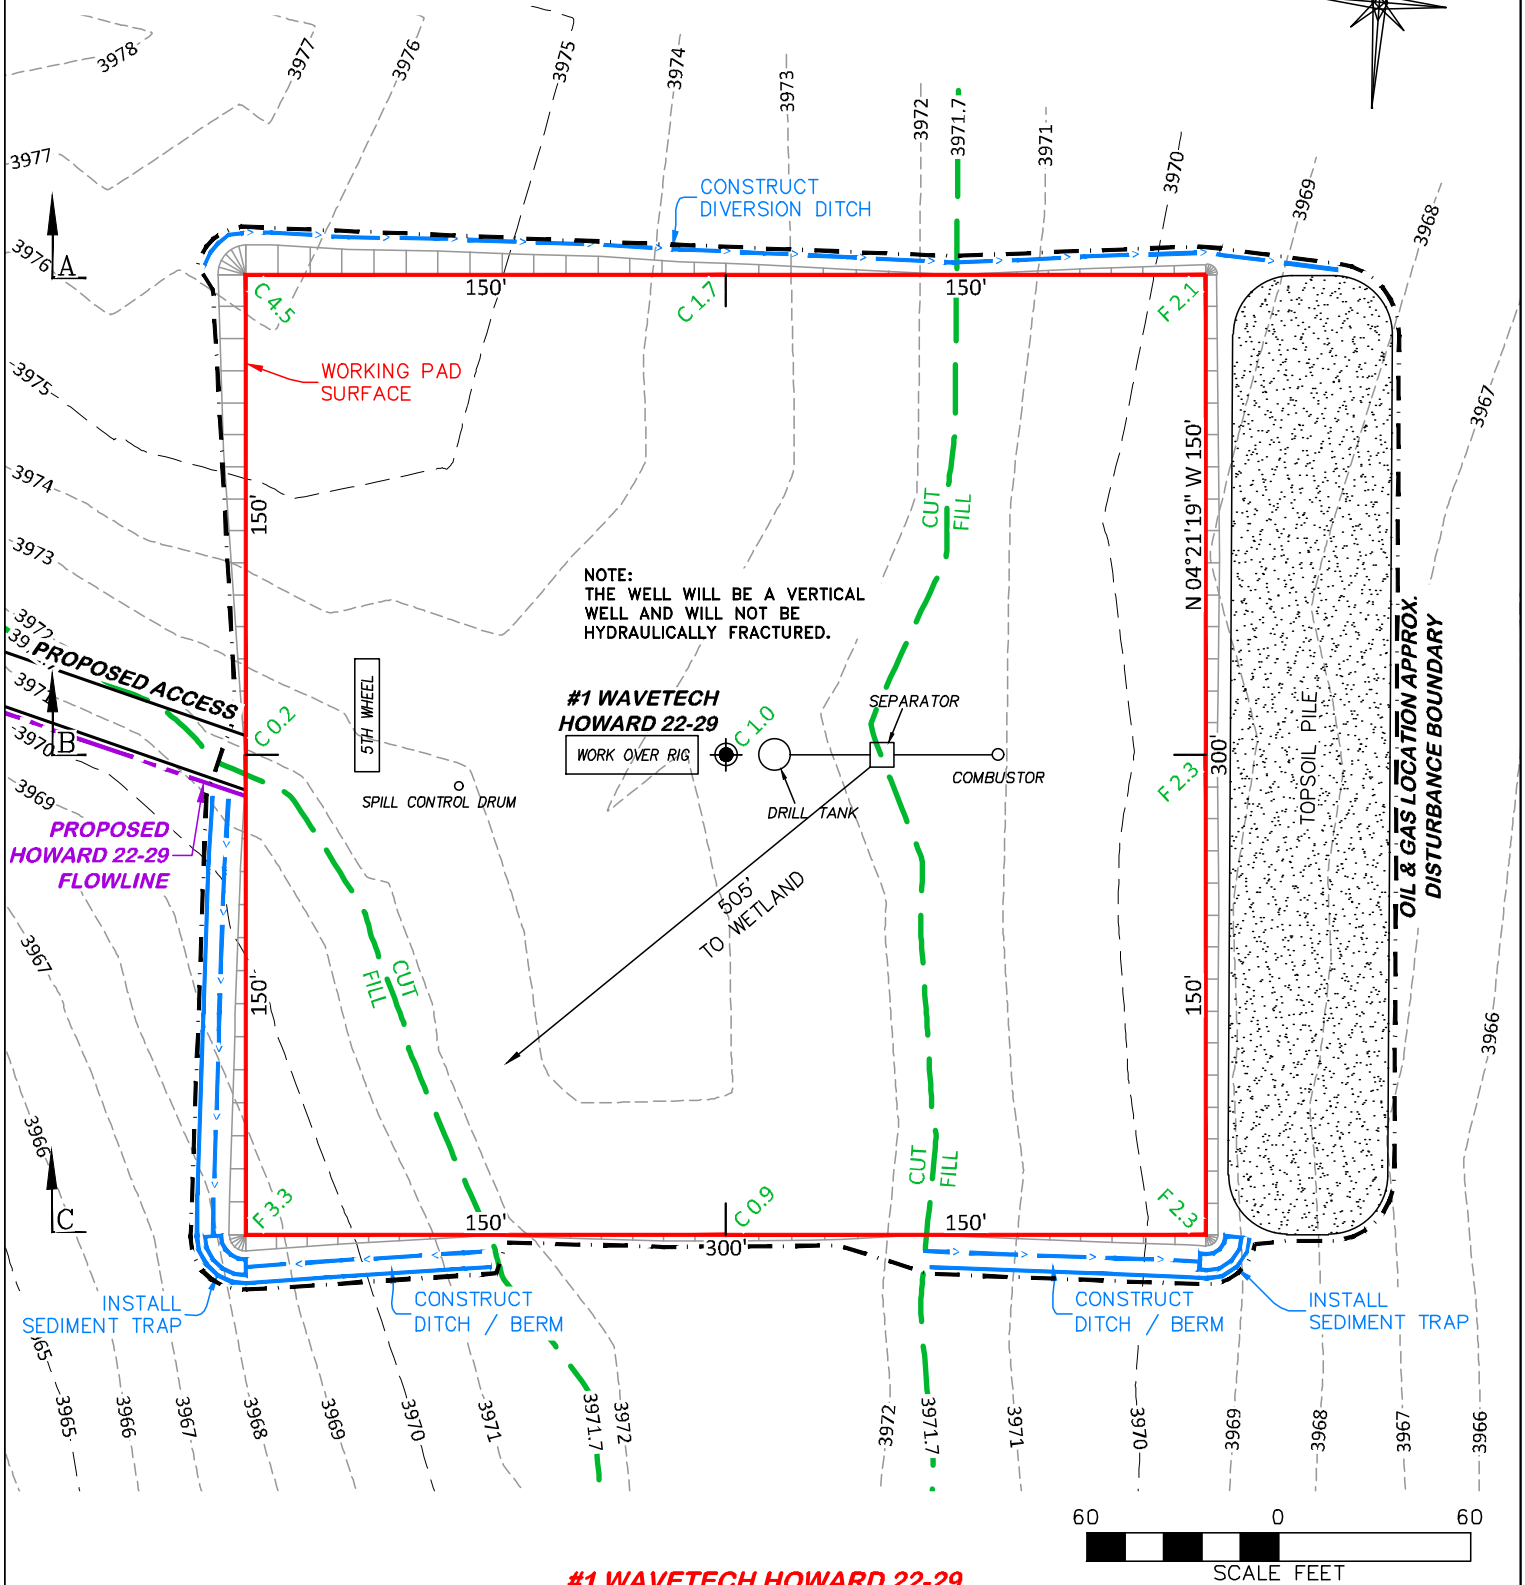 3978
3977
3976
3975
3974
3973
3972
3971.7
3971
3970
3969
3968
3977
3976
A
CONSTRUCT
DIVERSION DITCH
C 4.5
150'
C 1.7
150'
F 2.1
WORKING PAD
SURFACE
3975
3967
3974
150'
CUT
FILL
N 04°21'19" W 150'
3973
NOTE:
THE WELL WILL BE A VERTICAL
WELL AND WILL NOT BE
HYDRAULICALLY FRACTURED.
3972
PROPOSED ACCESS
3971
B
3970
C 0.2
5TH WHEEL
#1 WAVETECH
HOWARD 22-29
WORK OVER RIG
C 1.0
SEPARATOR
COMBUSTOR
DRILL TANK
SPILL CONTROL DRUM
F 2.3
300'
TOPSOIL PILE
OIL & GAS LOCATION APPROX.
DISTURBANCE BOUNDARY
3969
PROPOSED
HOWARD 22-29
FLOWLINE
505'
TO WETLAND
3967
150'
CUT
FILL
150'
3966
3966
C
F 3.3
150'
C 0.9
150'
CUT
FILL
F 2.3
300'
INSTALL
SEDIMENT TRAP
CONSTRUCT
DITCH / BERM
CONSTRUCT
DITCH / BERM
INSTALL
SEDIMENT TRAP
3965
3966
3967
3968
3969
3970
3971
3971.7
3972
3972
3971.7
3971
3970
3969
3968
3967
3966
60 0 60
SCALE FEET
#1 WAVETECH HOWARD 22-29